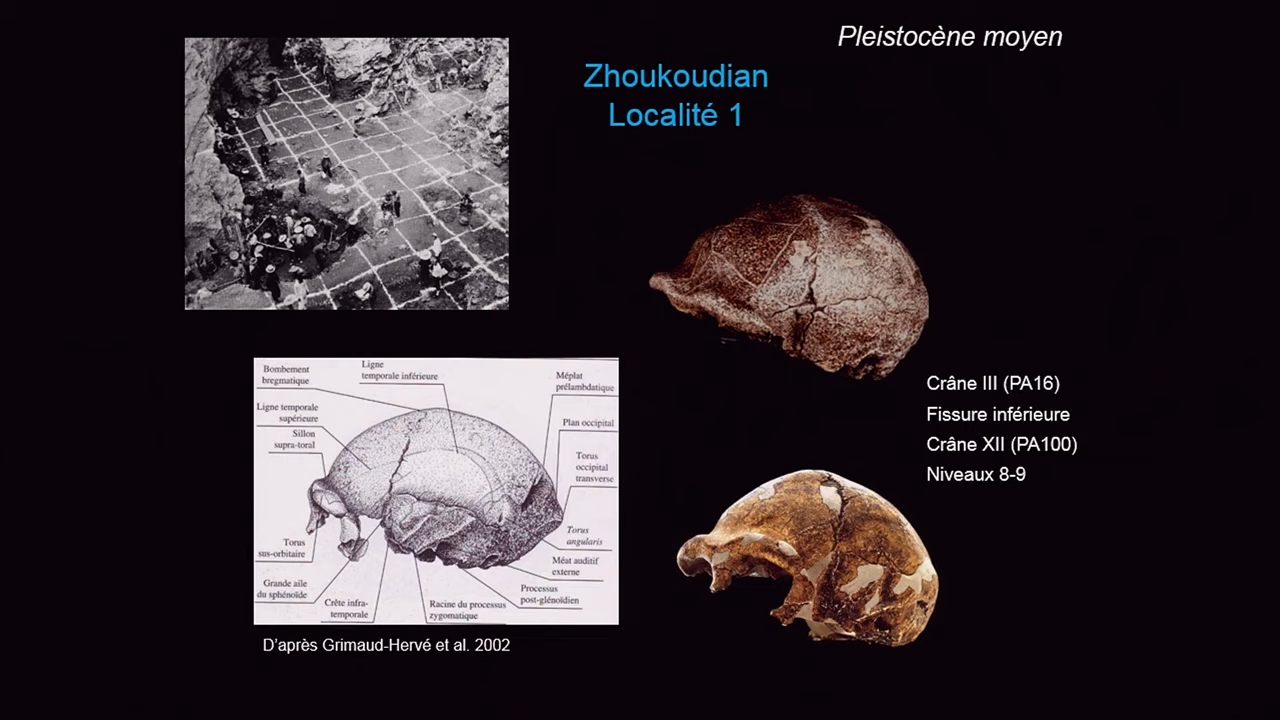 Pleistocène moyen
Zhoukoudian
Localité 1
Bombement
bregmatique
Ligne
temporale inférieure
Méplat
prélambdatique
Ligne temporale
supérieure
Sillon
supra-toral
Plan occipital
Torus
occipital
transverse
Torus
angularis
Torus
sus-orbitaire
Méat auditif
externe
Grande aile
du sphénoïde
Crête infra-
temporale
Racine du processus
zygomatique
Processus
post-glénoïdien
D'après Grimaud-Hervé et al. 2002
Crâne III (PA16)
Fissure inférieure
Crâne XII (PA100)
Niveaux 8-9